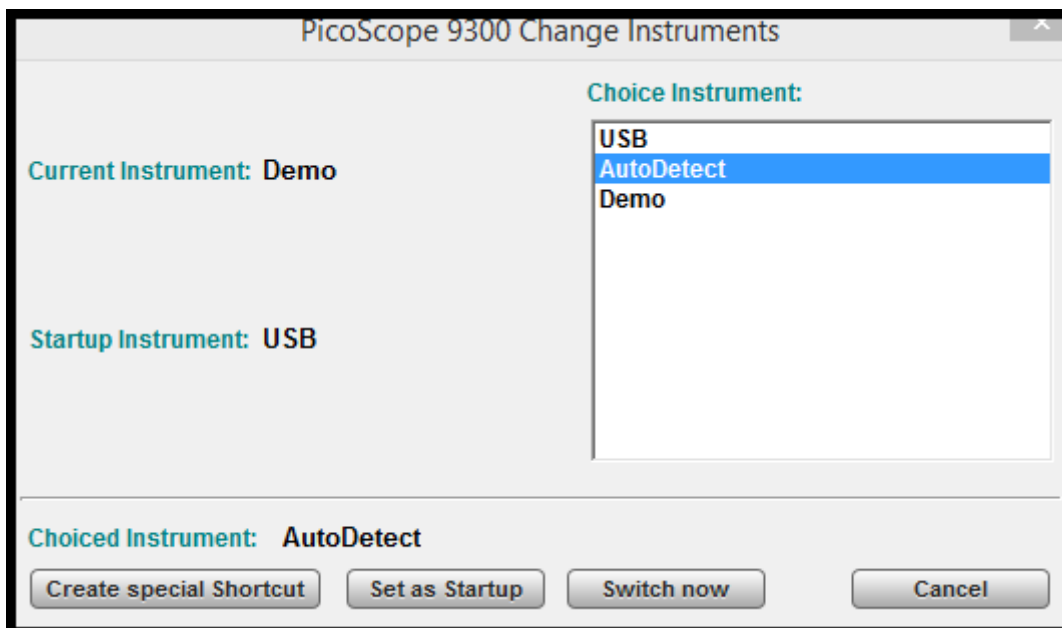 PicoScope 9300 Change Instruments
Choice Instrument:
USB
AutoDetect
Demo
Current Instrument: Demo
Startup Instrument: USB
Choiced Instrument: AutoDetect
Create special Shortcut
Set as Startup
Switch now
Cancel